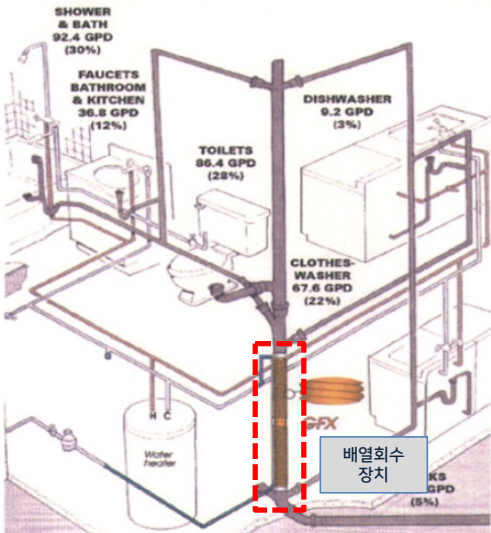 SHOWER
& BATH
92.4 GPD
(30%)
FAUCETS
BATHROOM
& KITCHEN
36.8 GPD
(12%)
TOILETS
86.4 GPD
(28%)
DISHWASHER
9.2 GPD
(3%)
CLOTHES-
WASHER
67.6 GPD
(22%)
GFX
H C
Water
heater
배열회수
장치
KS
GPD
(5%)